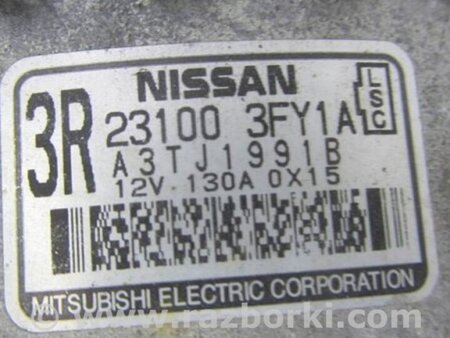 NISSAN
3R 23100 3FY1A LSC
A3TJ1991B
12V 130A 0X15
MITSUBISHI ELECTRIC CORPORATION
www.razborki.com